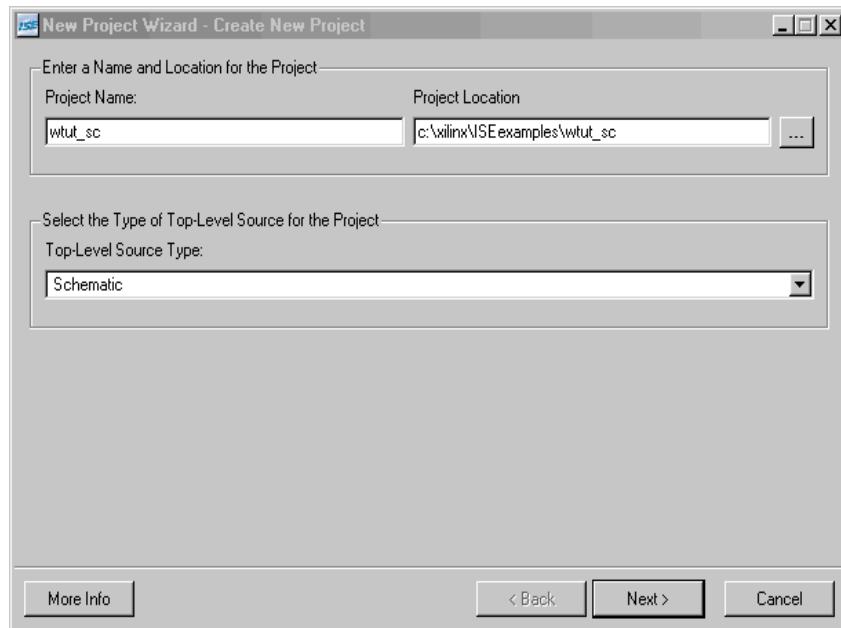 ISE New Project Wizard - Create New Project
Enter a Name and Location for the Project
Project Name: Project Location
wtut_sc c:\xilinx\ISEexamples\wtut_sc ...
Select the Type of Top-Level Source for the Project
Top-Level Source Type:
Schematic
More Info < Back Next > Cancel